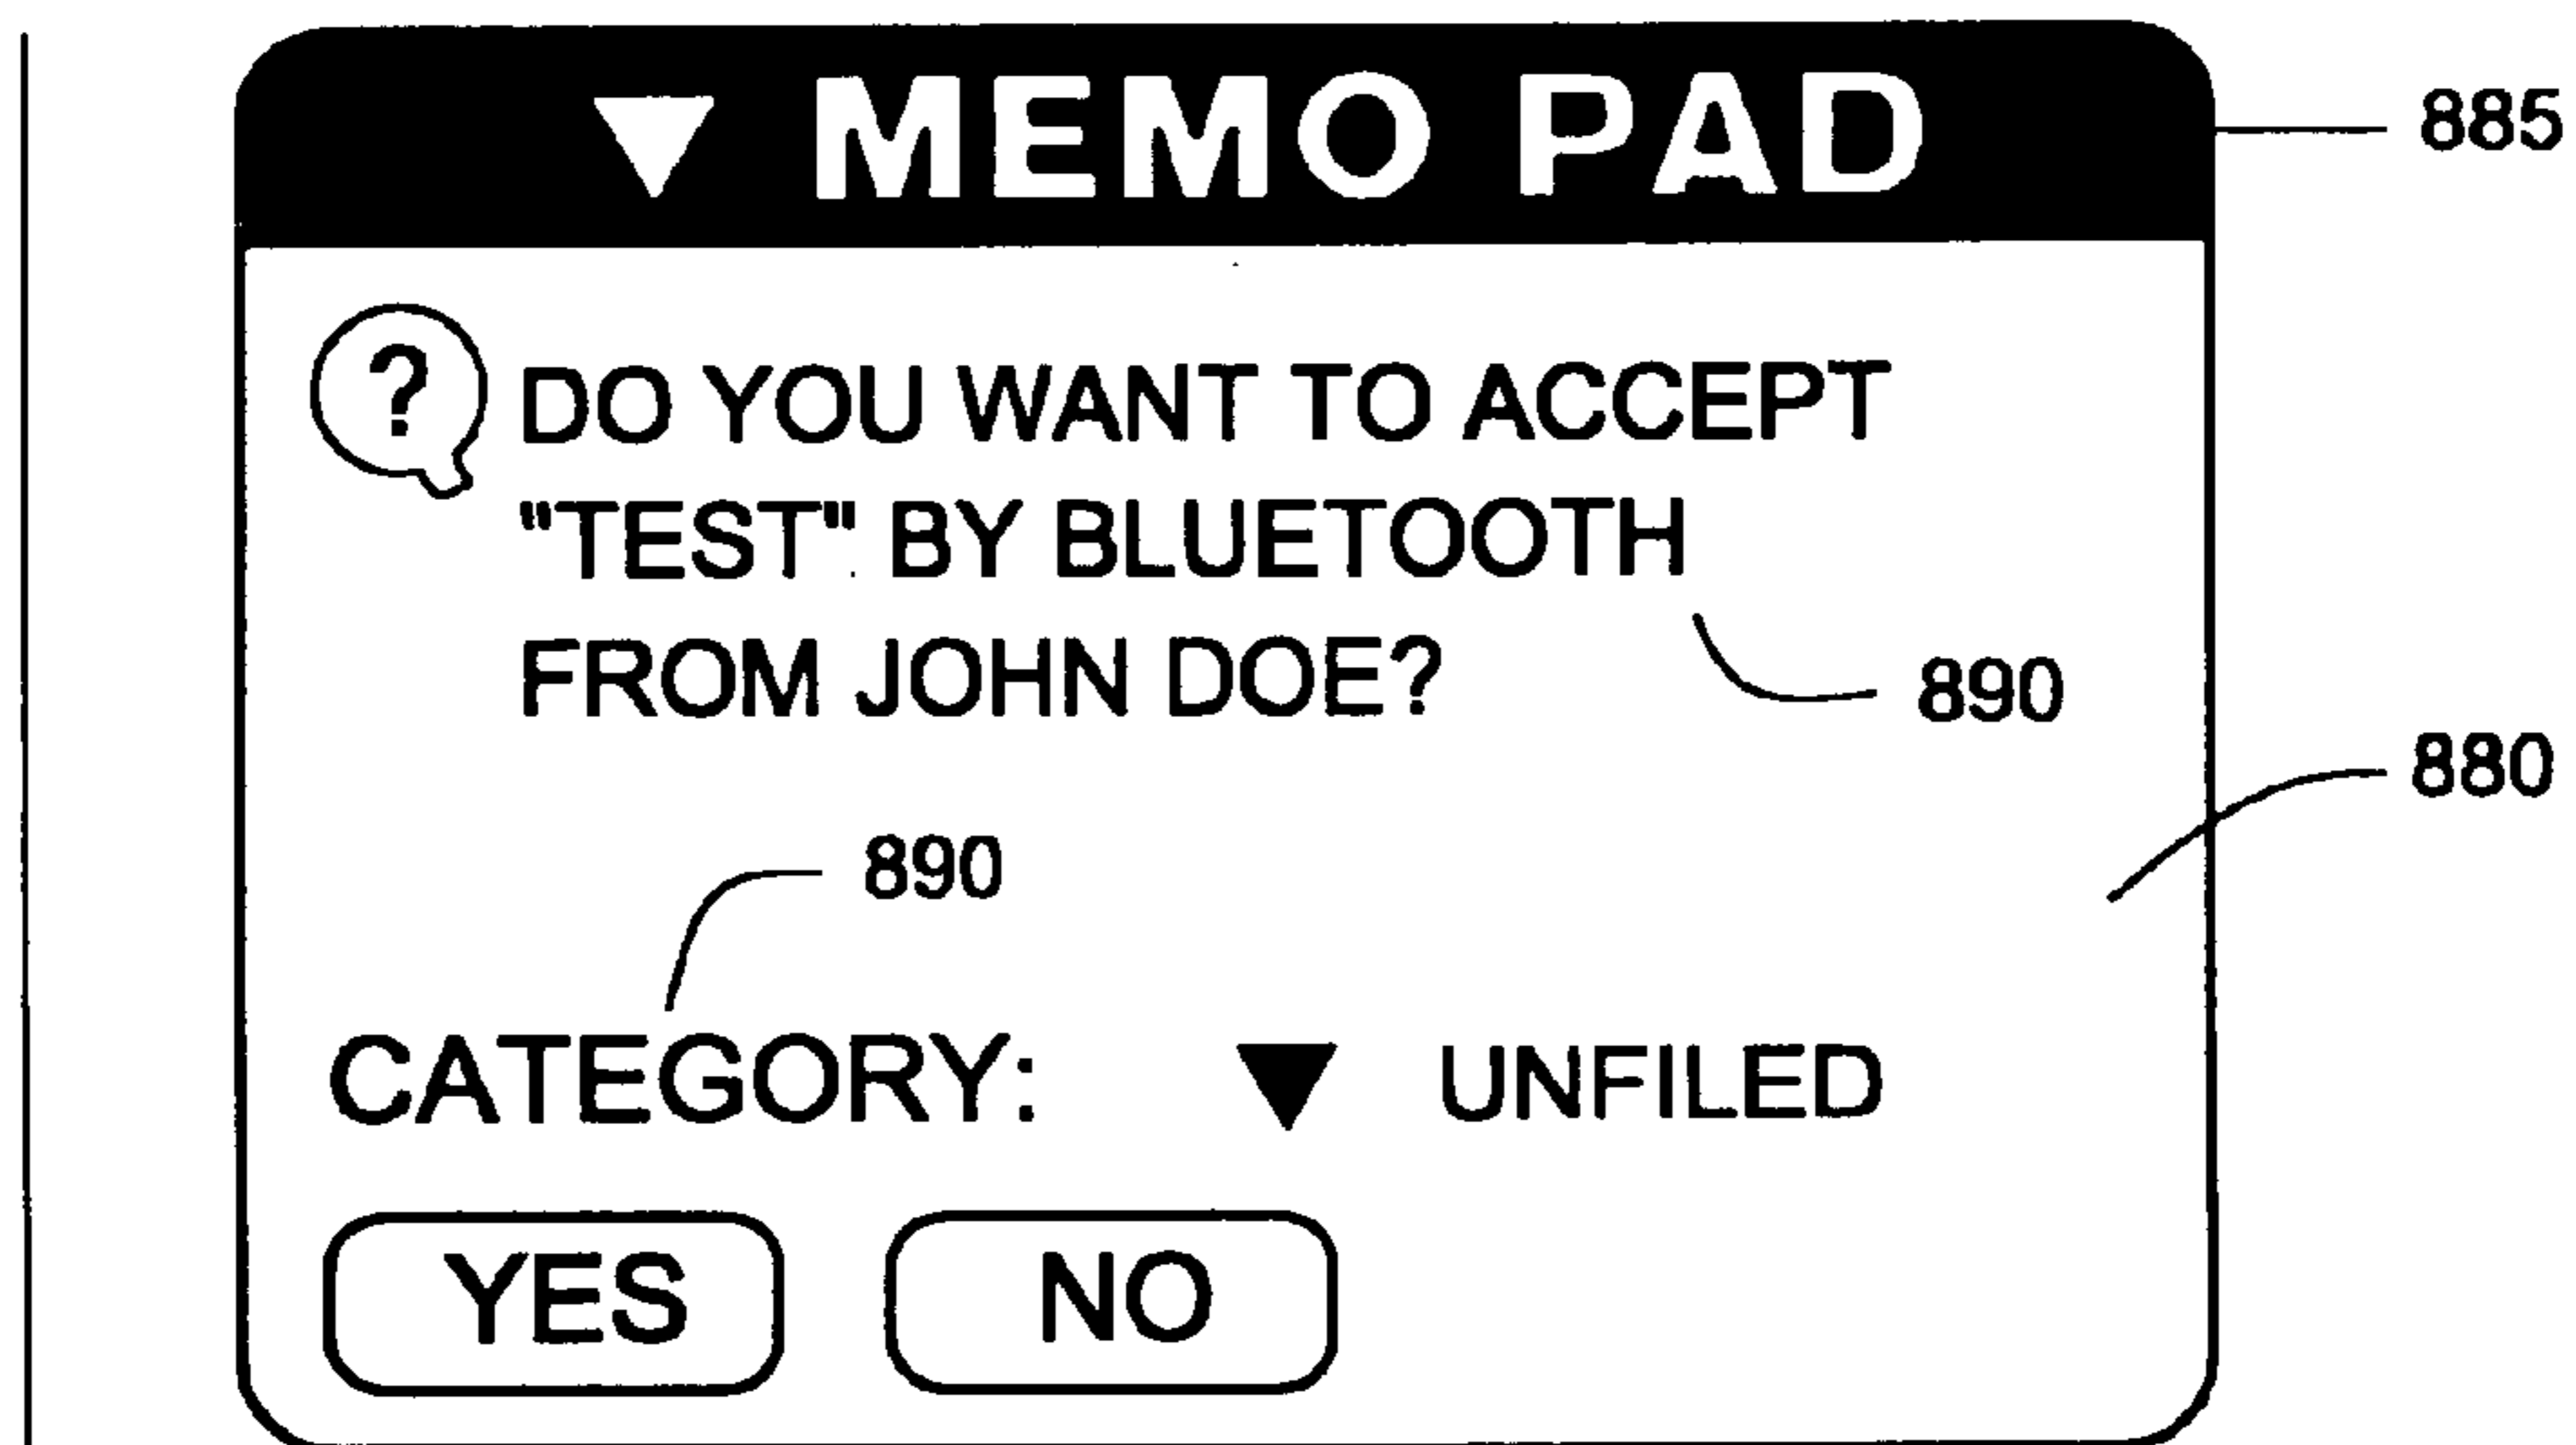 ▼ MEMO PAD
885
? DO YOU WANT TO ACCEPT
"TEST" BY BLUETOOTH
FROM JOHN DOE?
890
880
890
CATEGORY: ▼ UNFILED
YES NO